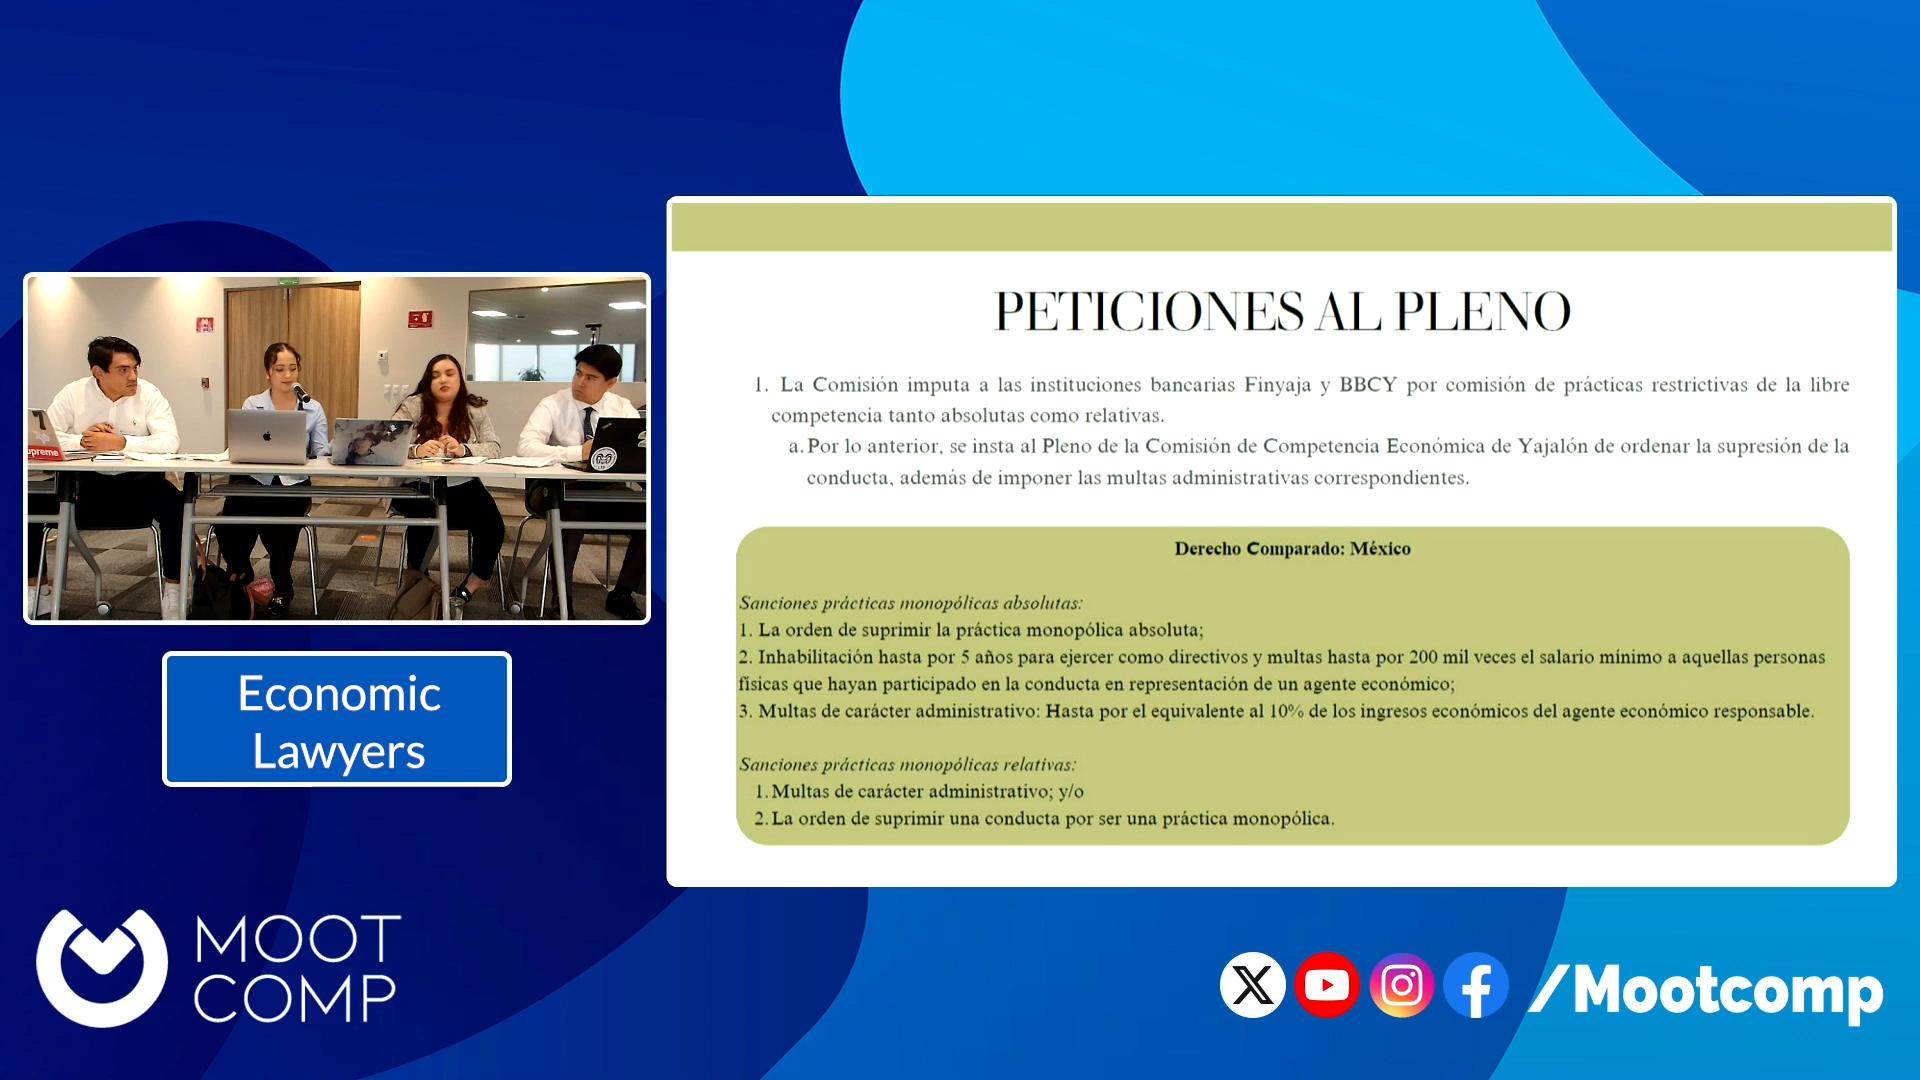 PETICIONES AL PLENO
1. La Comisión imputa a las instituciones bancarias Finyaja y BBCY por comisión de prácticas restrictivas de la libre
competencia tanto absolutas como relativas.
a. Por lo anterior, se insta al Pleno de la Comisión de Competencia Económica de Yajalón de ordenar la supresión de la
conducta, además de imponer las multas administrativas correspondientes.
Derecho Comparado: México
Sanciones prácticas monopólicas absolutas:
1. La orden de suprimir la práctica monopólica absoluta;
2. Inhabilitación hasta por 5 años para ejercer como directivos y multas hasta por 200 mil veces el salario mínimo a aquellas personas
físicas que hayan participado en la conducta en representación de un agente económico;
3. Multas de carácter administrativo: Hasta por el equivalente al 10% de los ingresos económicos del agente económico responsable.
Sanciones prácticas monopólicas relativas:
1. Multas de carácter administrativo; y/o
2. La orden de suprimir una conducta por ser una práctica monopólica.
upreme
Economic
Lawyers
MOOT
COMP
/Mootcomp